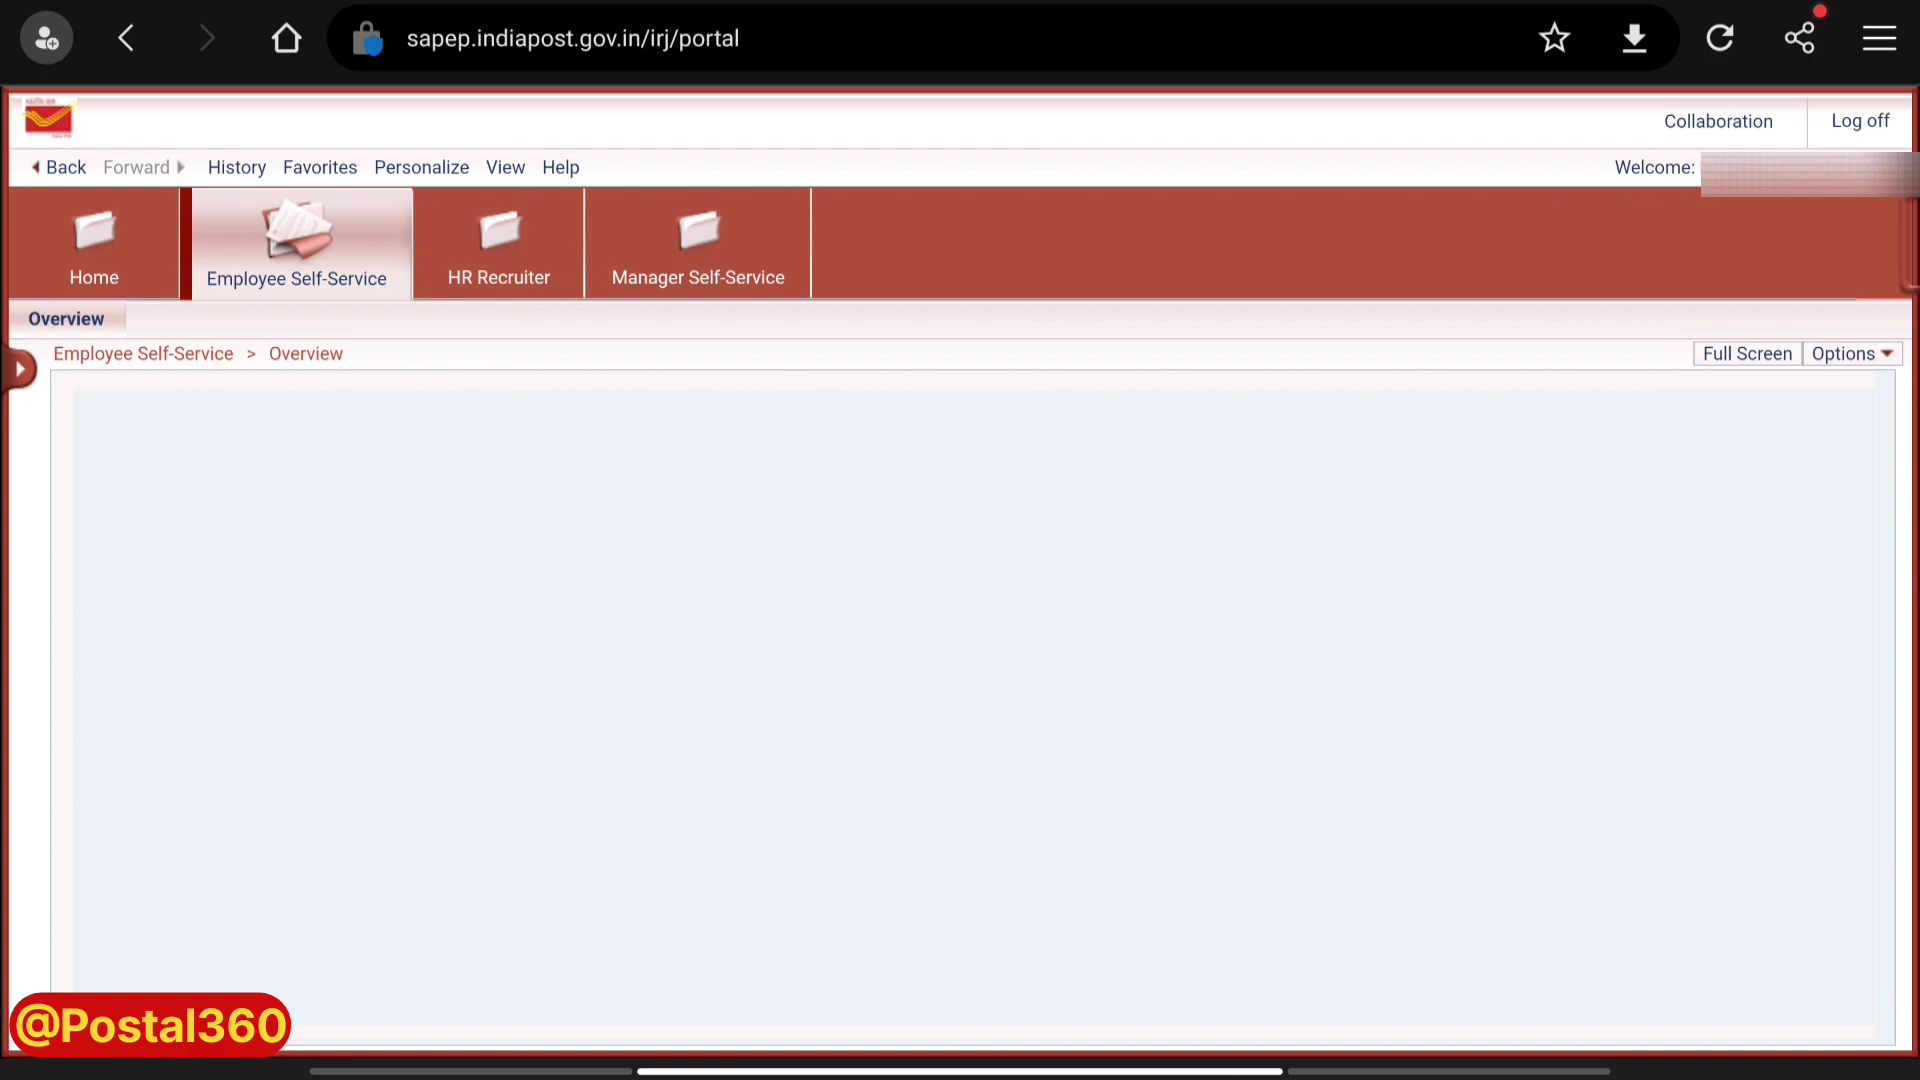 sapep.indiapost.gov.in/irj/portal
Collaboration
Log off
Back Forward History Favorites Personalize View Help
Welcome:
Home
Employee Self-Service
HR Recruiter
Manager Self-Service
Overview
Employee Self-Service > Overview
Full Screen
Options
@Postal360